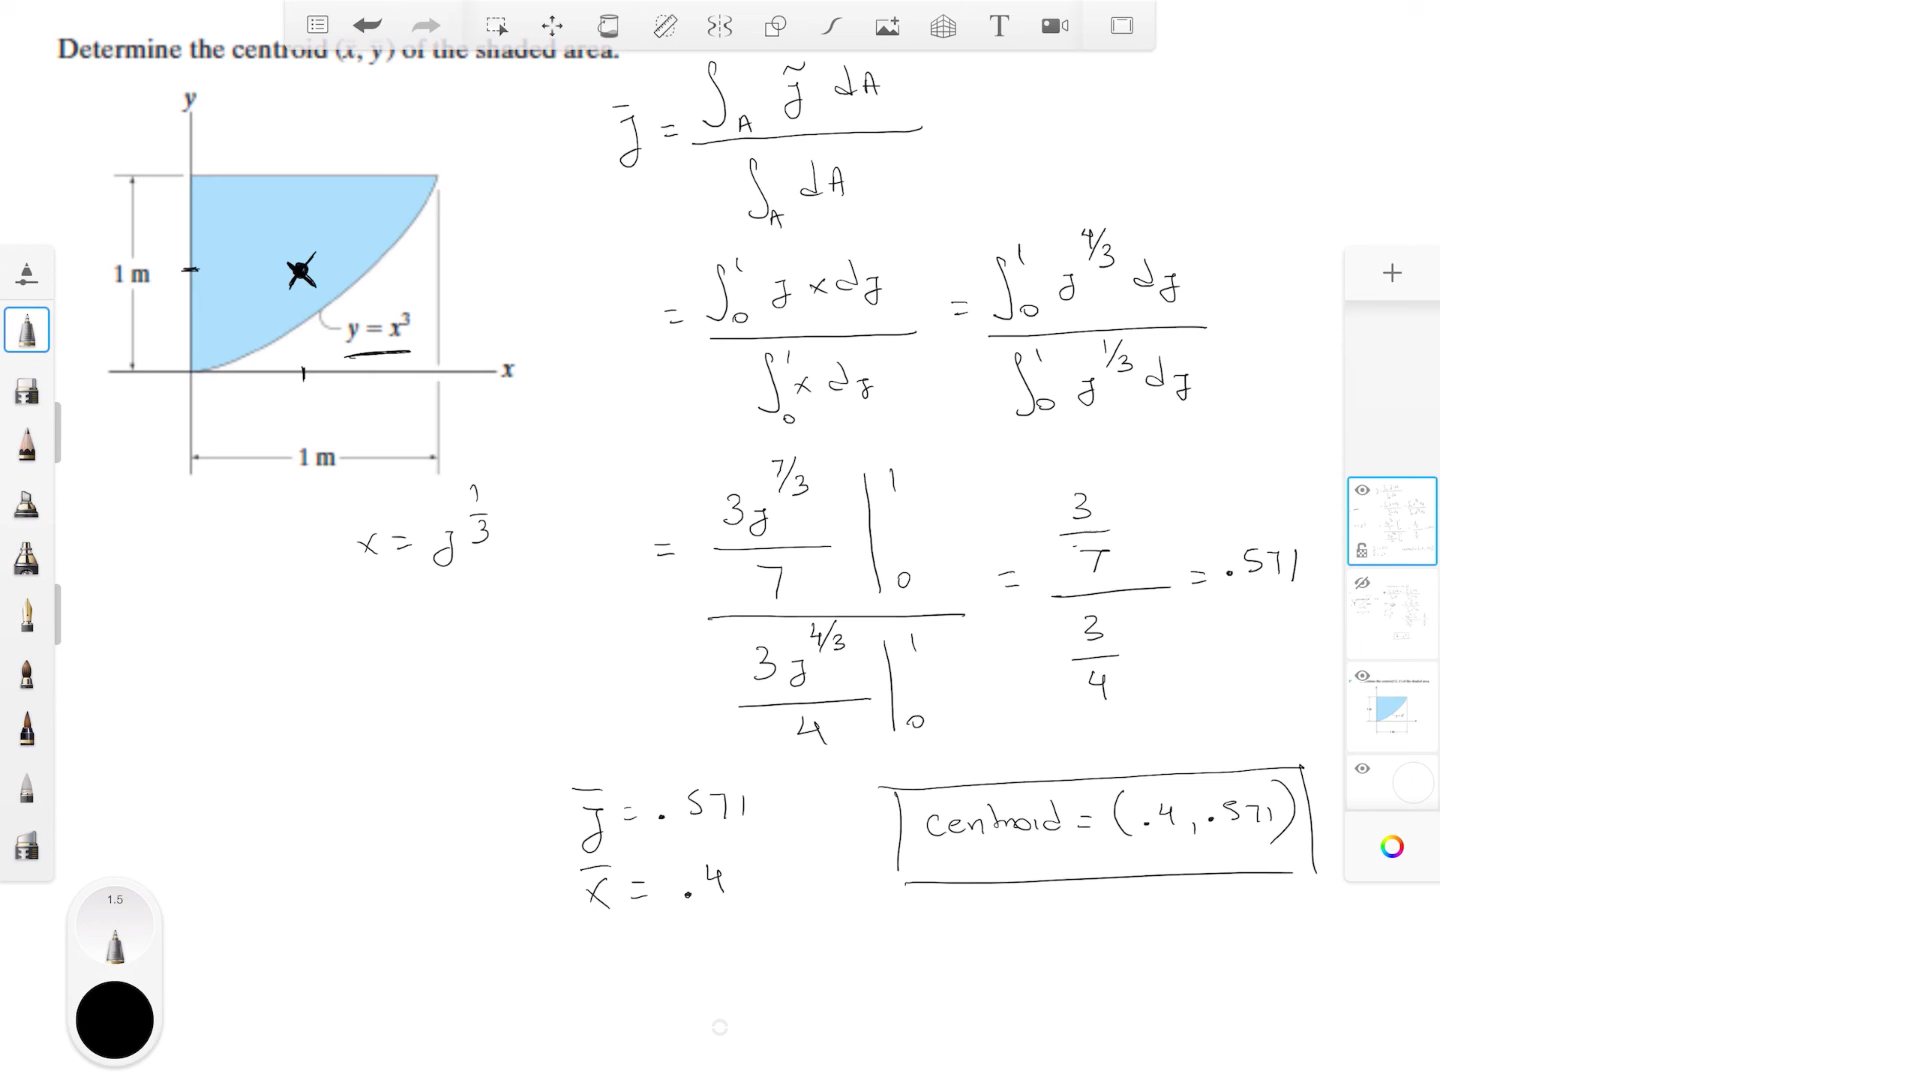 Determine the centroid (x̄, ȳ) of the shaded area.
y
1 m
y = x³
x
1 m
x = y^1/3
ȳ = ∫_A ỹ dA / ∫_A dA
= ∫₀¹ y x dy / ∫₀¹ x dy = ∫₀¹ y^4/3 dy / ∫₀¹ y^1/3 dy
= 3y^7/3 / 7 |₀¹ / 3y^4/3 / 4 |₀¹ = 3/7 / 3/4 = .571
ȳ = .571
x̄ = .4
centroid = (.4, .571)
T
1.5